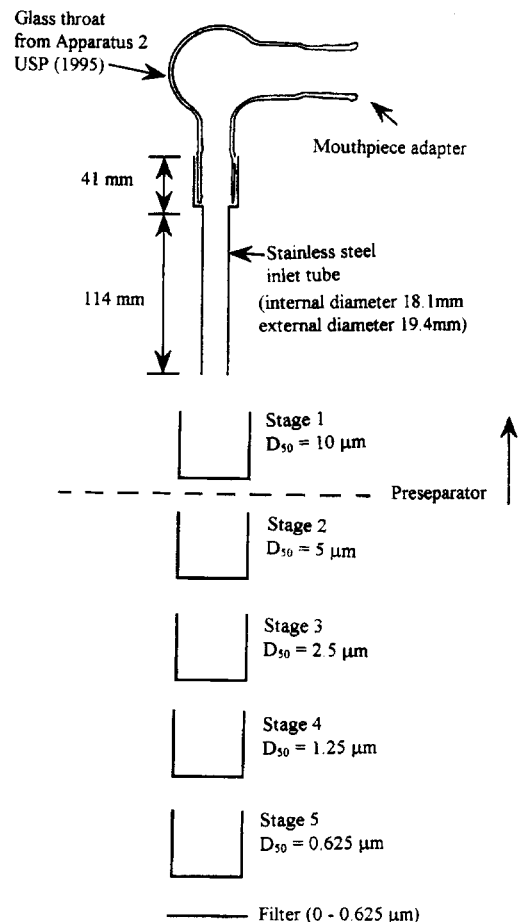 Glass throat
from Apparatus 2
USP (1995)
Mouthpiece adapter
41 mm
114 mm
Stainless steel
inlet tube
(internal diameter 18.1mm
external diameter 19.4mm)
Stage 1
D₅₀ = 10 µm
Preseparator
Stage 2
D₅₀ = 5 µm
Stage 3
D₅₀ = 2.5 µm
Stage 4
D₅₀ = 1.25 µm
Stage 5
D₅₀ = 0.625 µm
Filter (0 - 0.625 µm)